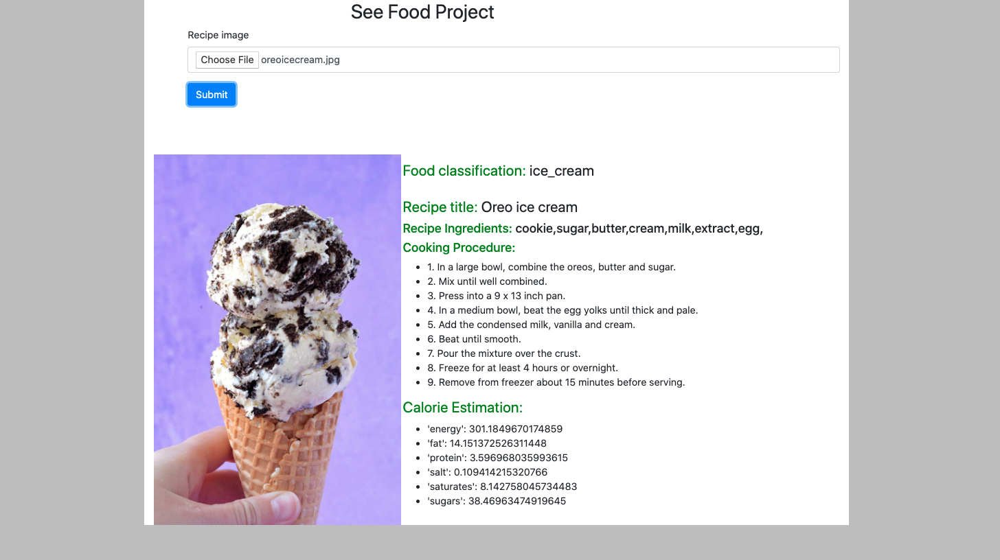 See Food Project
Recipe image
Choose File oreoicecream.jpg
Submit
Food classification: ice_cream
Recipe title: Oreo ice cream
Recipe Ingredients: cookie,sugar,butter,cream,milk,extract,egg,
Cooking Procedure:
• 1. In a large bowl, combine the oreos, butter and sugar.
• 2. Mix until well combined.
• 3. Press into a 9 x 13 inch pan.
• 4. In a medium bowl, beat the egg yolks until thick and pale.
• 5. Add the condensed milk, vanilla and cream.
• 6. Beat until smooth.
• 7. Pour the mixture over the crust.
• 8. Freeze for at least 4 hours or overnight.
• 9. Remove from freezer about 15 minutes before serving.
Calorie Estimation:
• 'energy': 301.1849670174859
• 'fat': 14.151372526311448
• 'protein': 3.596968035993615
• 'salt': 0.109414215320766
• 'saturates': 8.142758045734483
• 'sugars': 38.46963474919645